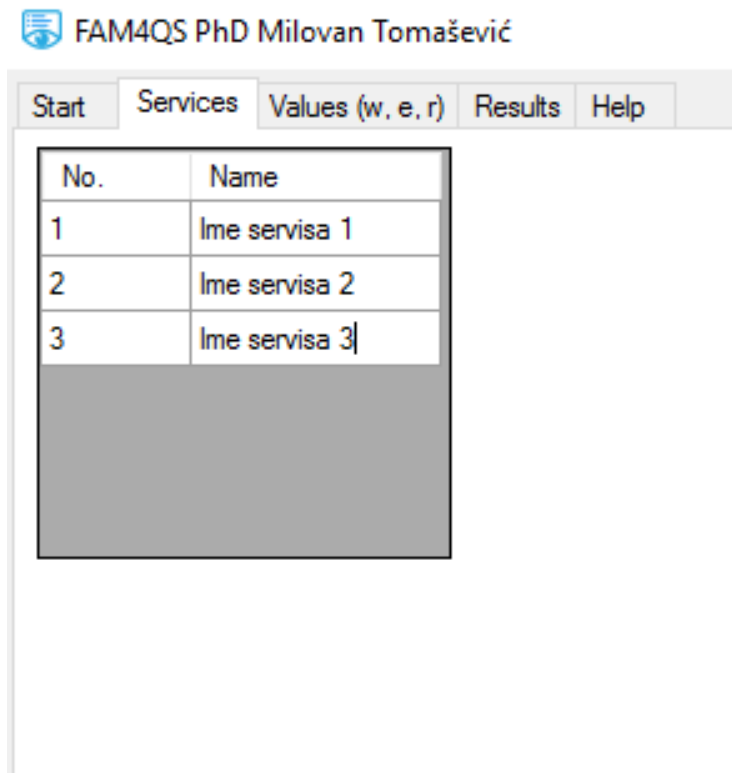 FAM4QS PhD Milovan Tomašević
Start Services Values (w, e, r) Results Help
No. Name
1 Ime servisa 1
2 Ime servisa 2
3 Ime servisa 3